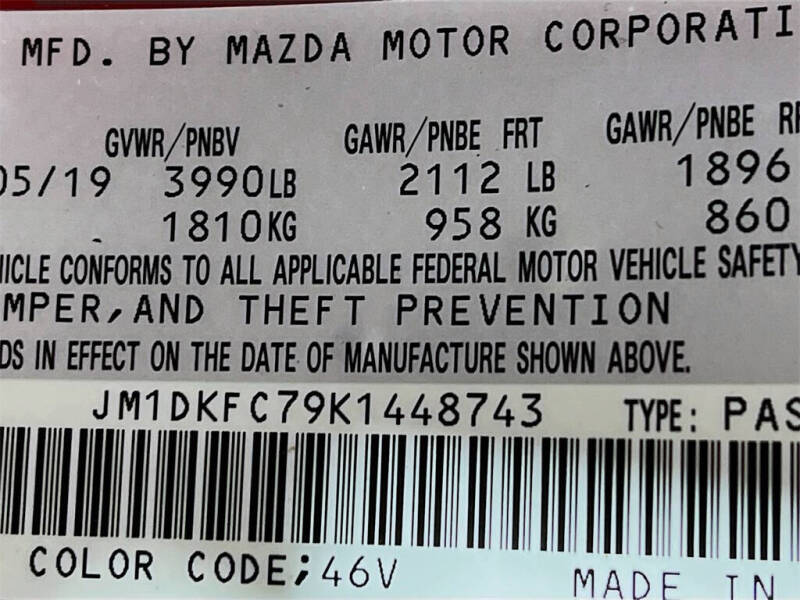 MFD. BY MAZDA MOTOR CORPORATI
GVWR/PNBV GAWR/PNBE FRT GAWR/PNBE RR
05/19 3990LB 2112 LB 1896
1810KG 958 KG 860
HICLE CONFORMS TO ALL APPLICABLE FEDERAL MOTOR VEHICLE SAFETY
MPER, AND THEFT PREVENTION
DS IN EFFECT ON THE DATE OF MANUFACTURE SHOWN ABOVE.
JM1DKFC79K1448743 TYPE: PAS
COLOR CODE;46V MADE IN